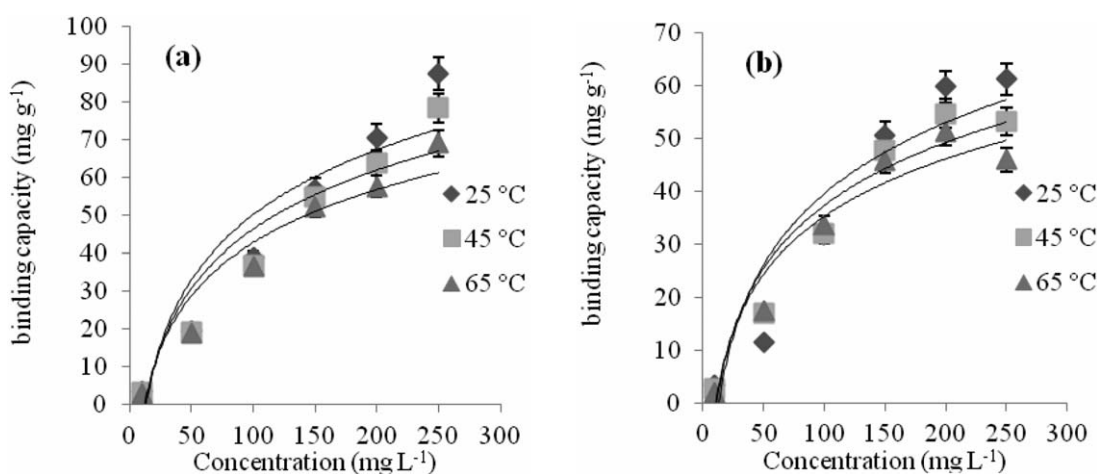 (a)
binding capacity (mg g-1)
100
90
80
70
60
50
40
30
20
10
0
0 50 100 150 200 250 300
Concentration (mg L-1)
25 °C
45 °C
65 °C
(b)
binding capacity (mg g-1)
70
60
50
40
30
20
10
0
0 50 100 150 200 250 300
Concentration (mg L-1)
25 °C
45 °C
65 °C